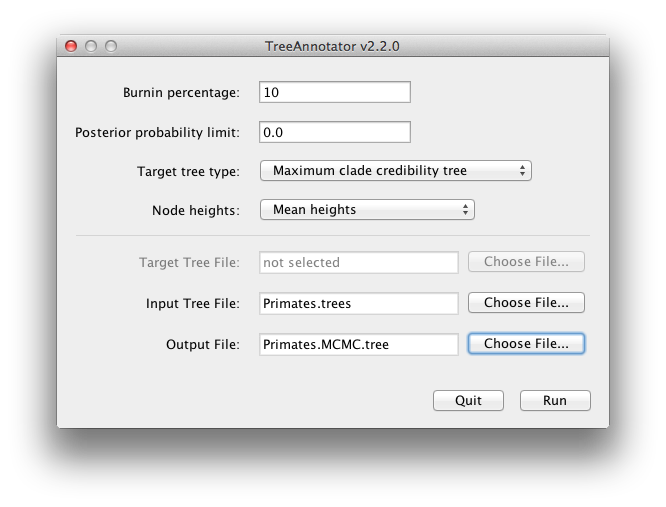 TreeAnnotator v2.2.0
Burnin percentage: 10
Posterior probability limit: 0.0
Target tree type: Maximum clade credibility tree
Node heights: Mean heights
Target Tree File: not selected Choose File...
Input Tree File: Primates.trees Choose File...
Output File: Primates.MCMC.tree Choose File...
Quit Run